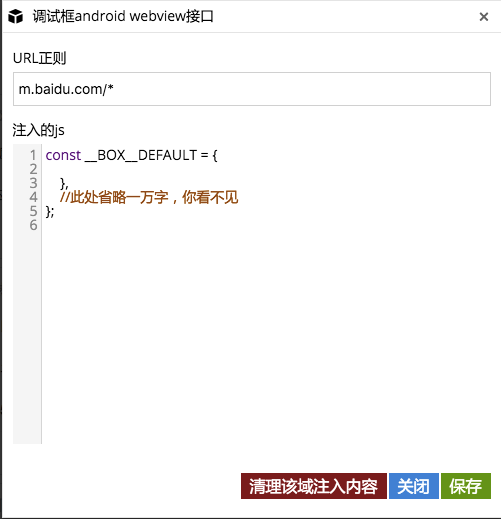 调试框android webview接口
×
URL正则
m.baidu.com/*
注入的js
1 const __BOX__DEFAULT = {
2
3 },
4 //此处省略一万字，你看不见
5 };
6
清理该域注入内容 关闭 保存